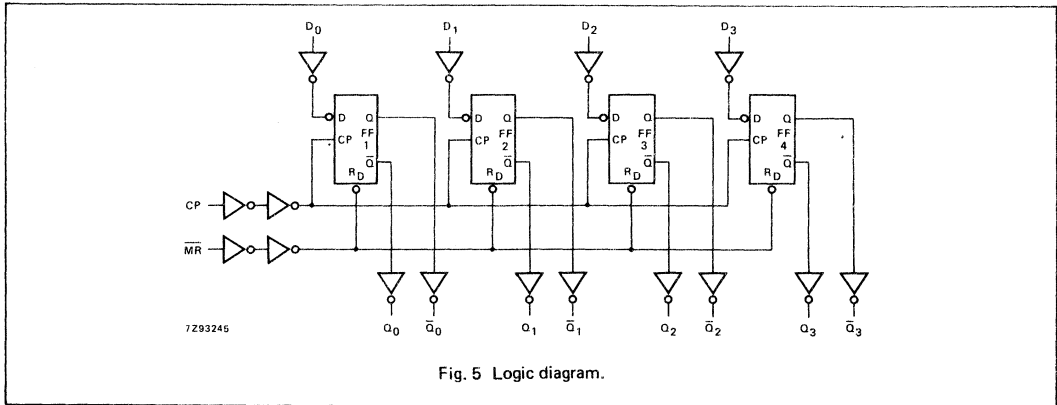 D0 D1 D2 D3
D Q D Q D Q D Q
CP FF 1 CP FF 2 CP FF 3 CP FF 4
Q̅ Q̅ Q̅ Q̅
RD RD RD RD
CP
M̅R̅
Q0 Q̅0 Q1 Q̅1 Q2 Q̅2 Q3 Q̅3
7Z93245
Fig. 5 Logic diagram.